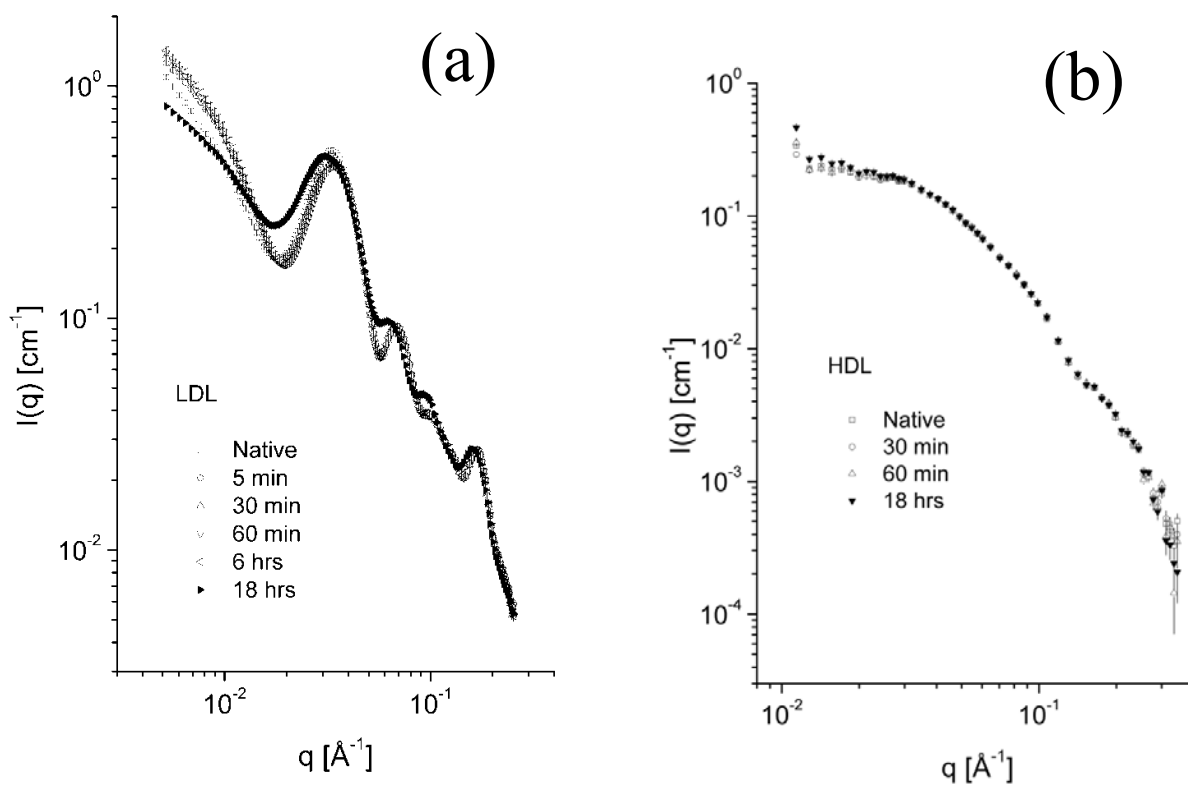 (a)
10⁰
10⁻¹
10⁻²
I(q) [cm⁻¹]
LDL
Native
5 min
30 min
60 min
6 hrs
18 hrs
10⁻² 10⁻¹
q [Å⁻¹]
(b)
10⁰
10⁻¹
10⁻²
10⁻³
10⁻⁴
I(q) [cm⁻¹]
HDL
Native
30 min
60 min
18 hrs
10⁻² 10⁻¹
q [Å⁻¹]